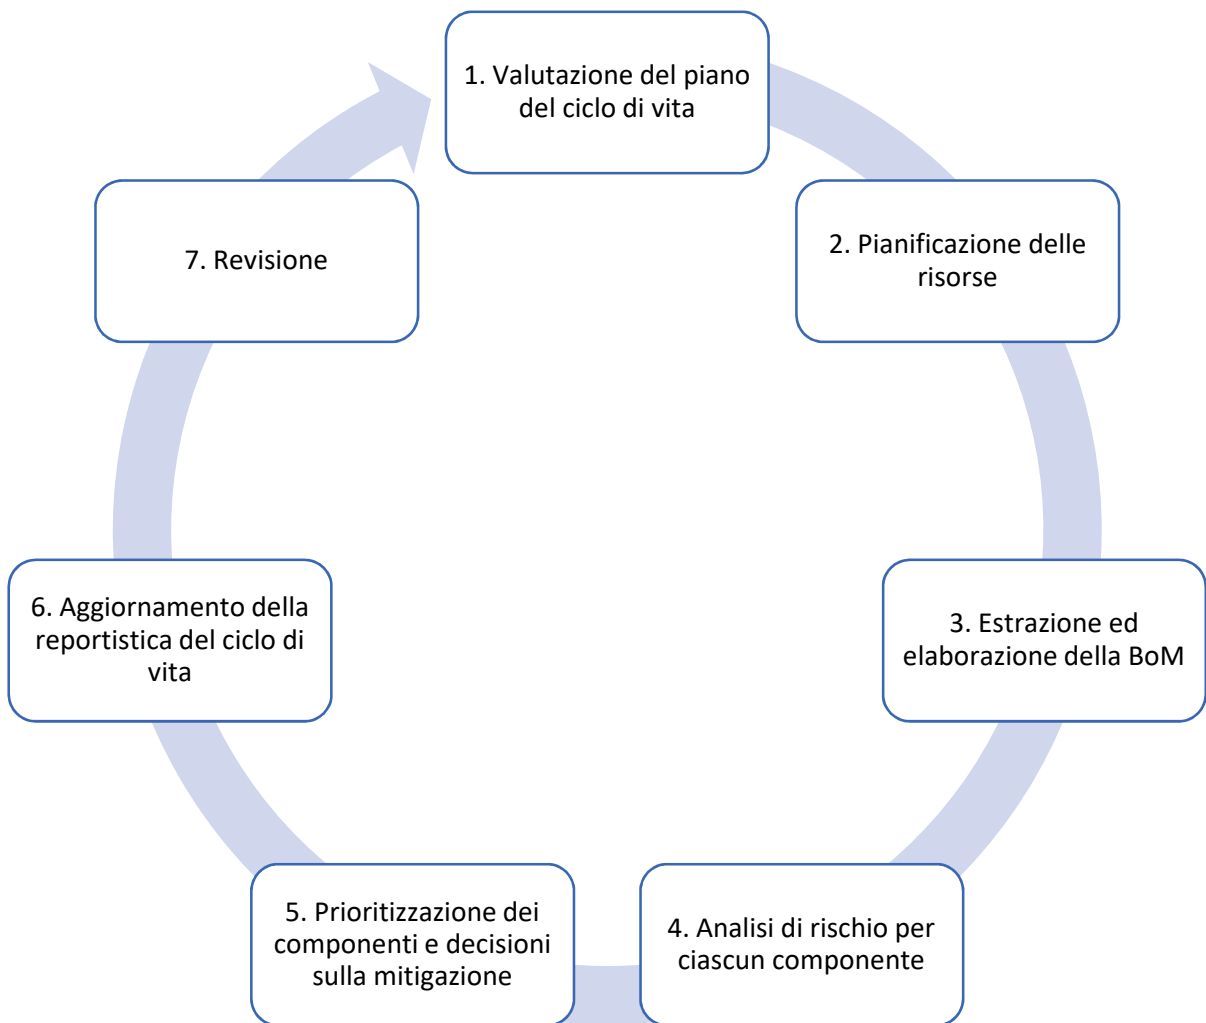 1. Valutazione del piano
del ciclo di vita
2. Pianificazione delle
risorse
3. Estrazione ed
elaborazione della BoM
4. Analisi di rischio per
ciascun componente
5. Prioritizzazione dei
componenti e decisioni
sulla mitigazione
6. Aggiornamento della
reportistica del ciclo di
vita
7. Revisione